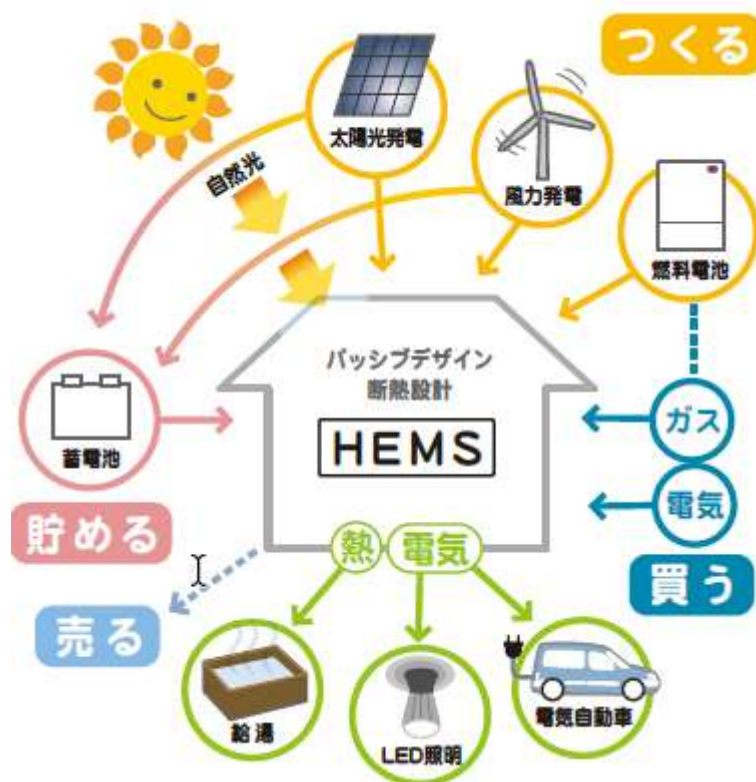 つくる
太陽光発電
自然光
風力発電
燃料電池
パッシブデザイン
断熱設計
HEMS
ガス
蓄電池
電気
貯める
熱
電気
買う
売る
給湯
LED照明
電気自動車